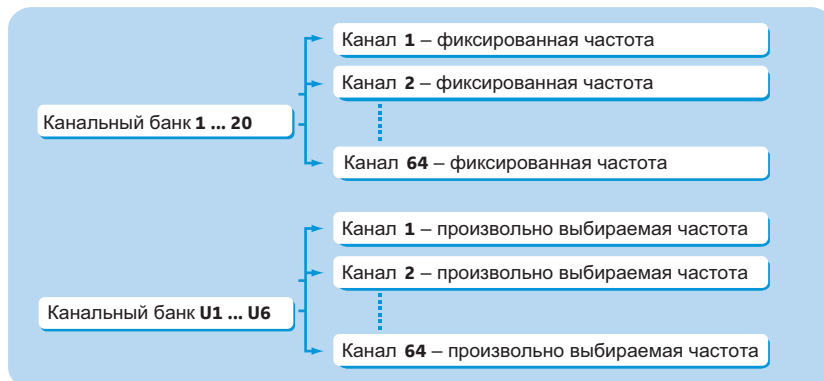 Канал 1 – фиксированная частота
Канал 2 – фиксированная частота
Канальный банк 1 ... 20
Канал 64 – фиксированная частота
Канал 1 – произвольно выбираемая частота
Канал 2 – произвольно выбираемая частота
Канальный банк U1 ... U6
Канал 64 – произвольно выбираемая частота